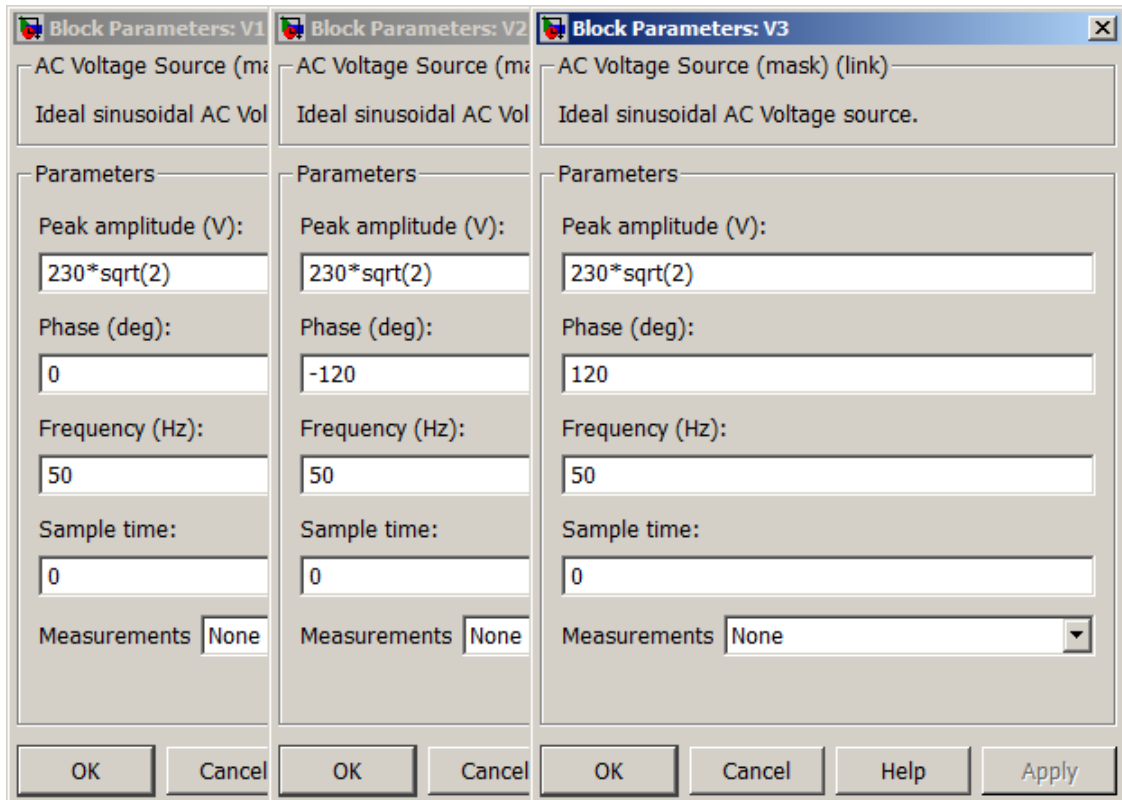 Block Parameters: V1
AC Voltage Source (ma
Ideal sinusoidal AC Vol
Parameters
Peak amplitude (V):
230*sqrt(2)
Phase (deg):
0
Frequency (Hz):
50
Sample time:
0
Measurements None
OK Cancel
Block Parameters: V2
AC Voltage Source (ma
Ideal sinusoidal AC Vol
Parameters
Peak amplitude (V):
230*sqrt(2)
Phase (deg):
-120
Frequency (Hz):
50
Sample time:
0
Measurements None
OK Cancel
Block Parameters: V3
AC Voltage Source (mask) (link)
Ideal sinusoidal AC Voltage source.
Parameters
Peak amplitude (V):
230*sqrt(2)
Phase (deg):
120
Frequency (Hz):
50
Sample time:
0
Measurements None
OK Cancel Help Apply